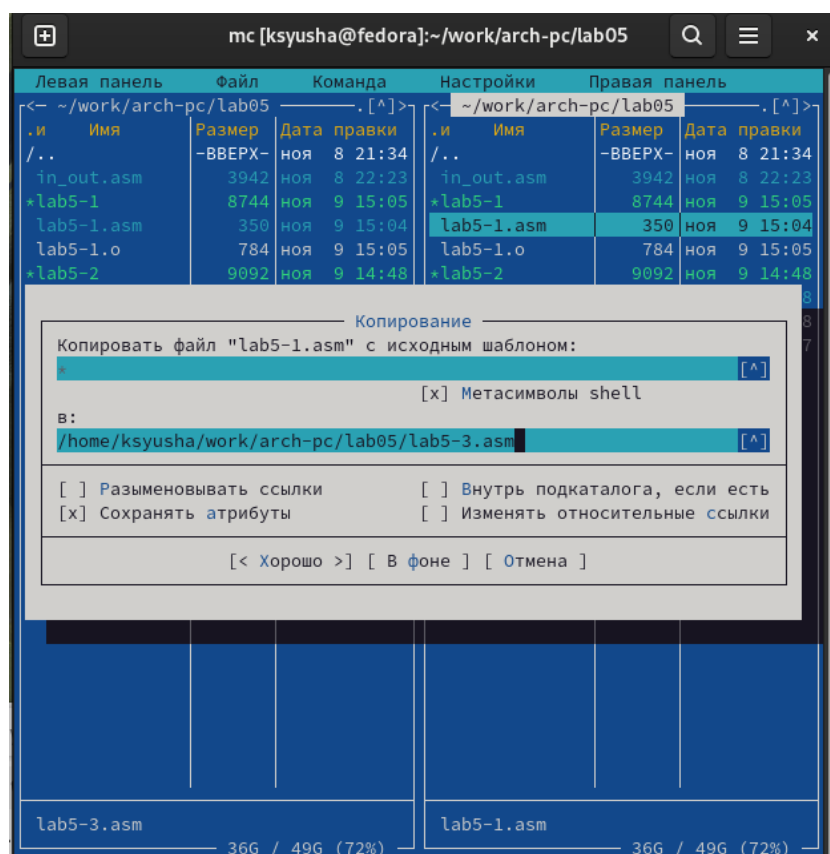 mc [ksyusha@fedora]:~/work/arch-pc/lab05
Левая панель Файл Команда Настройки Правая панель
<— ~/work/arch-pc/lab05 .[^]> <— ~/work/arch-pc/lab05 .[^]>
.и Имя Размер Дата правки .и Имя Размер Дата правки
/.. -ВВЕРХ- ноя 8 21:34 /.. -ВВЕРХ- ноя 8 21:34
in_out.asm 3942 ноя 8 22:23 in_out.asm 3942 ноя 8 22:23
*lab5-1 8744 ноя 9 15:05 *lab5-1 8744 ноя 9 15:05
lab5-1.asm 350 ноя 9 15:04 lab5-1.asm 350 ноя 9 15:04
lab5-1.o 784 ноя 9 15:05 lab5-1.o 784 ноя 9 15:05
*lab5-2 9092 ноя 9 14:48 *lab5-2 9092 ноя 9 14:48
8
Копирование
8
Копировать файл "lab5-1.asm" с исходным шаблоном:
7
* [^]
[x] Метасимволы shell
в:
/home/ksyusha/work/arch-pc/lab05/lab5-3.asm [^]
[ ] Разыменовывать ссылки [ ] Внутрь подкаталога, если есть
[x] Сохранять атрибуты [ ] Изменять относительные ссылки
[< Хорошо >] [ В фоне ] [ Отмена ]
lab5-3.asm lab5-1.asm
36G / 49G (72%) 36G / 49G (72%)